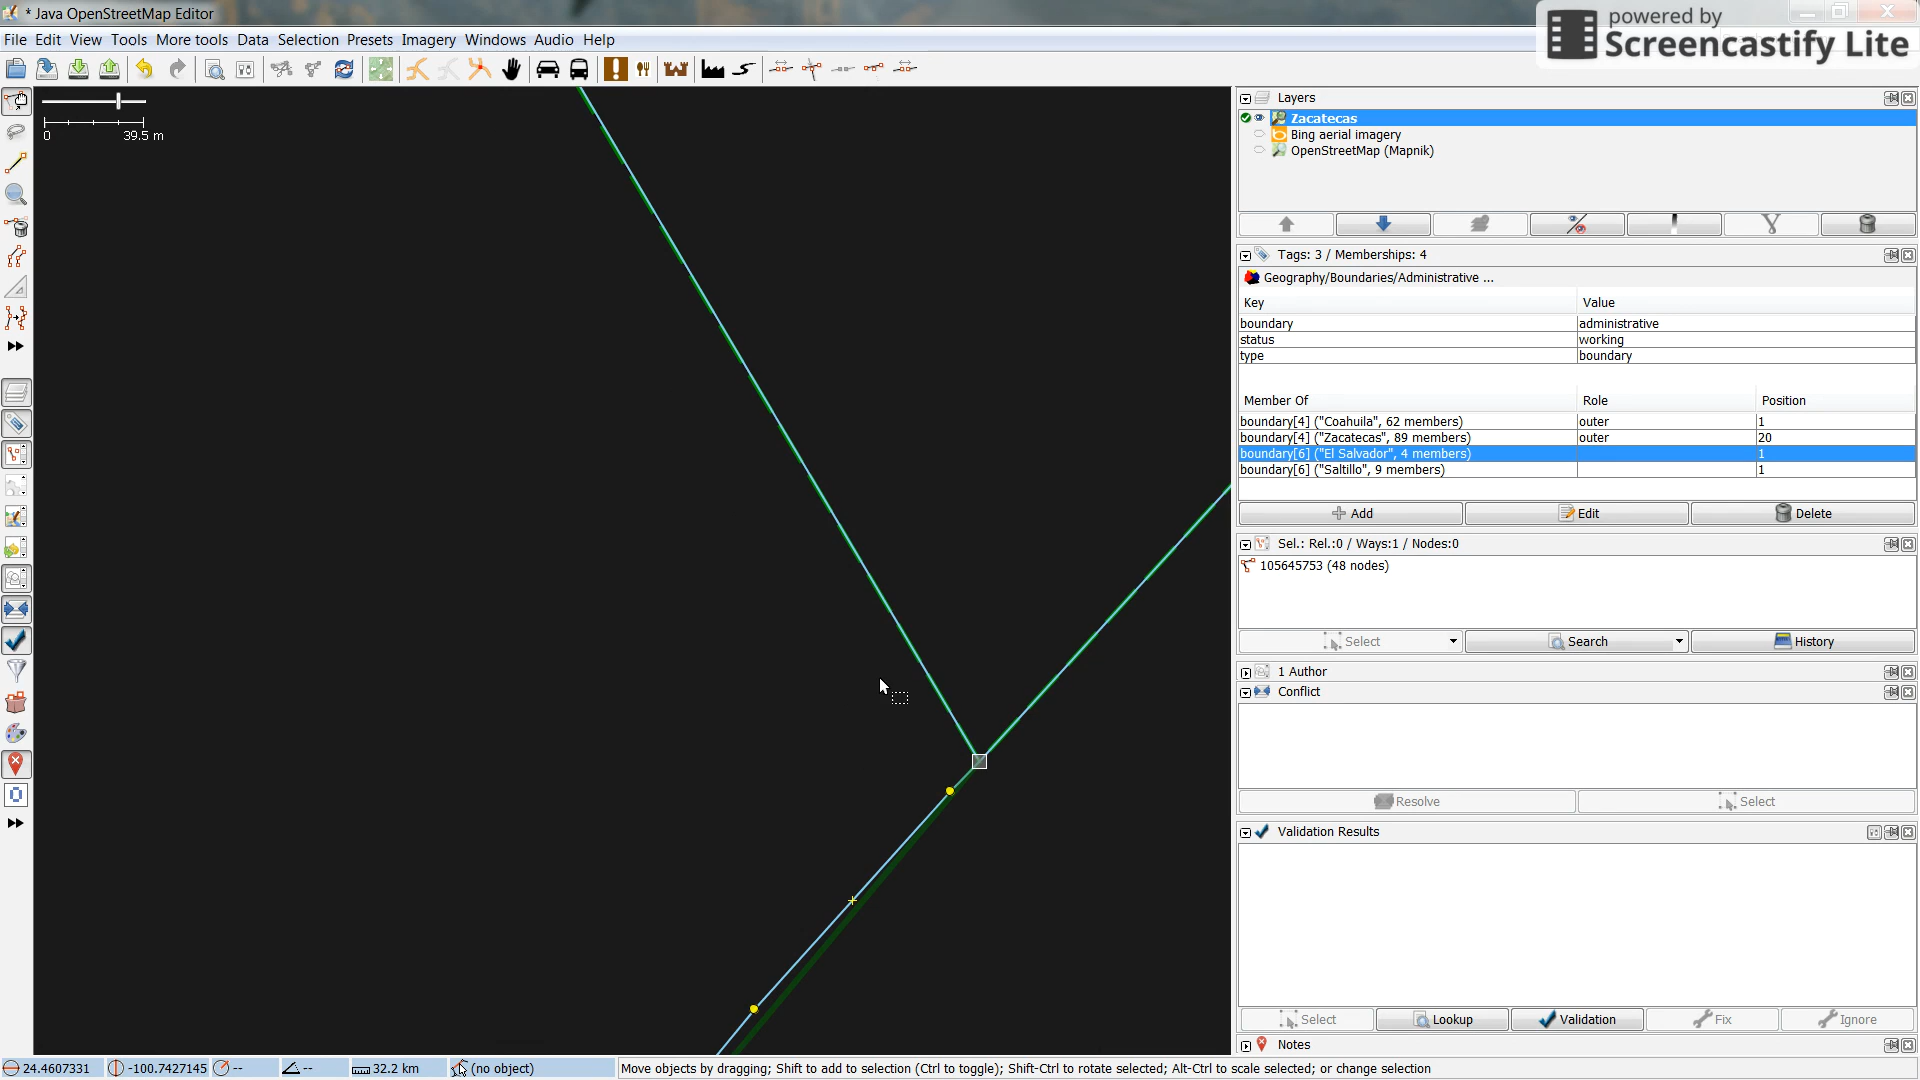 * Java OpenStreetMap Editor
powered by
Screencastify Lite
File Edit View Tools More tools Data Selection Presets Imagery Windows Audio Help
0 39.5 m
Layers
Zacatecas
Bing aerial imagery
OpenStreetMap (Mapnik)
Tags: 3 / Memberships: 4
Geography/Boundaries/Administrative ...
Key Value
boundary administrative
status working
type boundary
Member Of Role Position
boundary[4] ("Coahuila", 62 members) outer 1
boundary[4] ("Zacatecas", 89 members) outer 20
boundary[6] ("El Salvador", 4 members) 1
boundary[6] ("Saltillo", 9 members) 1
Add Edit Delete
Sel.: Rel.:0 / Ways:1 / Nodes:0
105645753 (48 nodes)
Select Search History
1 Author
Conflict
Resolve Select
Validation Results
Select Lookup Validation Fix Ignore
Notes
24.4607331 -100.7427145 -- -- 32.2 km (no object) Move objects by dragging; Shift to add to selection (Ctrl to toggle); Shift-Ctrl to rotate selected; Alt-Ctrl to scale selected; or change selection